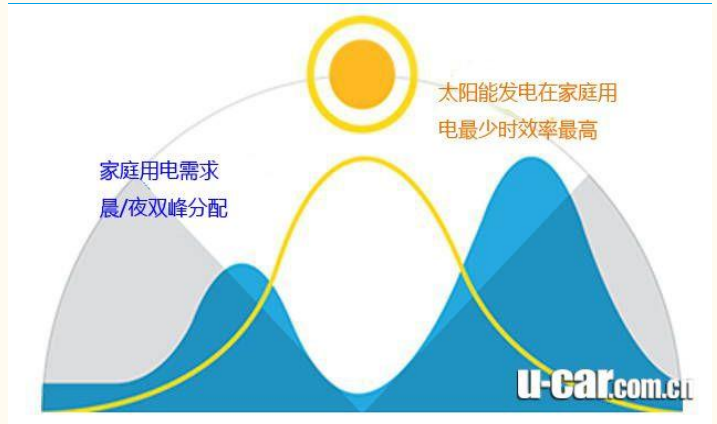 太阳能发电在家庭用
电最少时效率最高
家庭用电需求
晨/夜双峰分配
u-car.com.cn